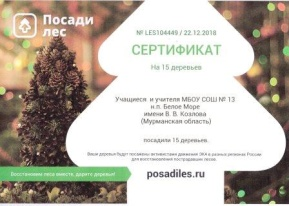 Посади
лес
№ LES104449 / 22.12.2018
СЕРТИФИКАТ
На 15 деревьев
Учащиеся и учителя МБОУ СОШ № 13
н.п. Белое Море
имени В. В. Козлова
(Мурманская область)
посадили 15 деревьев.
Ваши деревья будут посажены активистами движения ЭКА в разных регионах России
для восстановления пострадавших лесов.
Восстановим леса вместе, дарите деревья!
posadiles.ru